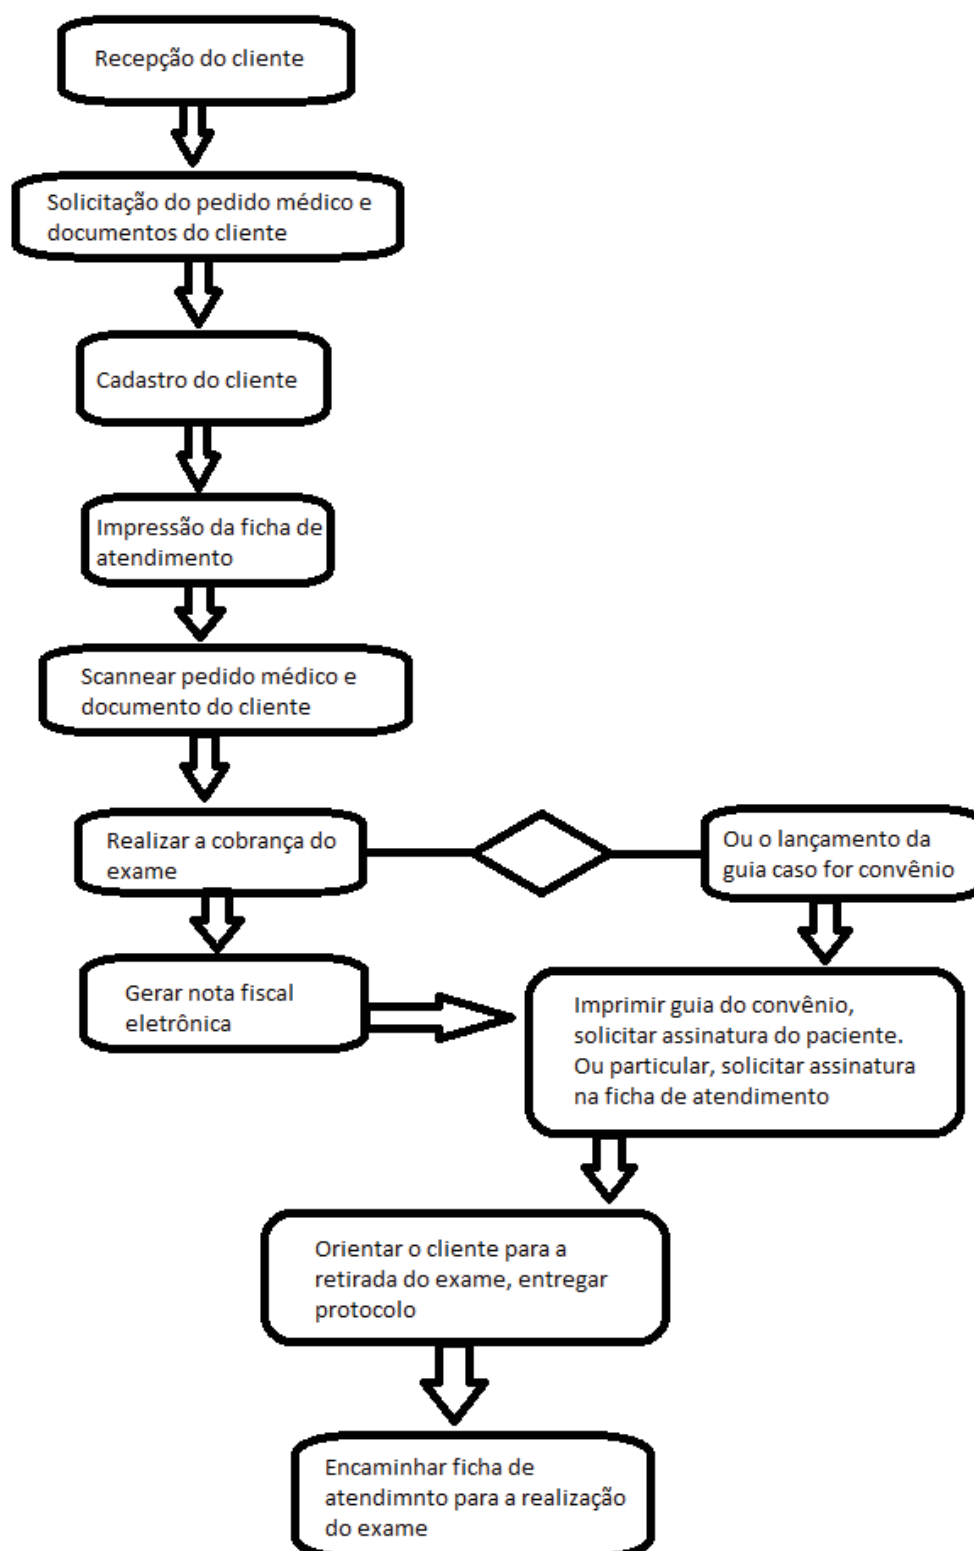 Recepção do cliente
Solicitação do pedido médico e
documentos do cliente
Cadastro do cliente
Impressão da ficha de
atendimento
Scannear pedido médico e
documento do cliente
Realizar a cobrança do
exame
Ou o lançamento da
guia caso for convênio
Gerar nota fiscal
eletrônica
Imprimir guia do convênio,
solicitar assinatura do paciente.
Ou particular, solicitar assinatura
na ficha de atendimento
Orientar o cliente para a
retirada do exame, entregar
protocolo
Encaminhar ficha de
atendimnto para a realização
do exame